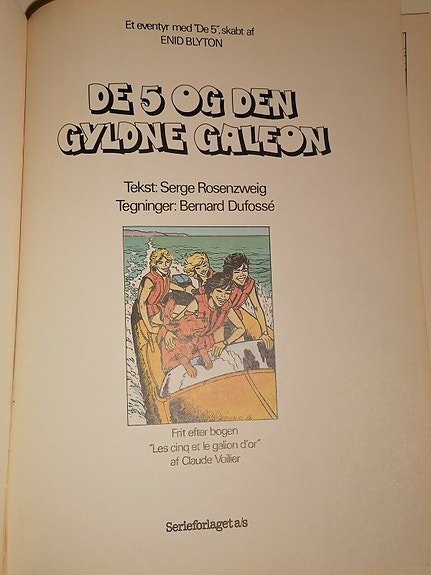 Et eventyr med "De 5", skabt af
ENID BLYTON
DE 5 OG DEN
GYLDNE GALEON
Tekst: Serge Rosenzweig
Tegninger: Bernard Dufossé
Frit efter bogen
"Les cinq et le galion d'or"
af Claude Voilier
Serieforlaget a/s